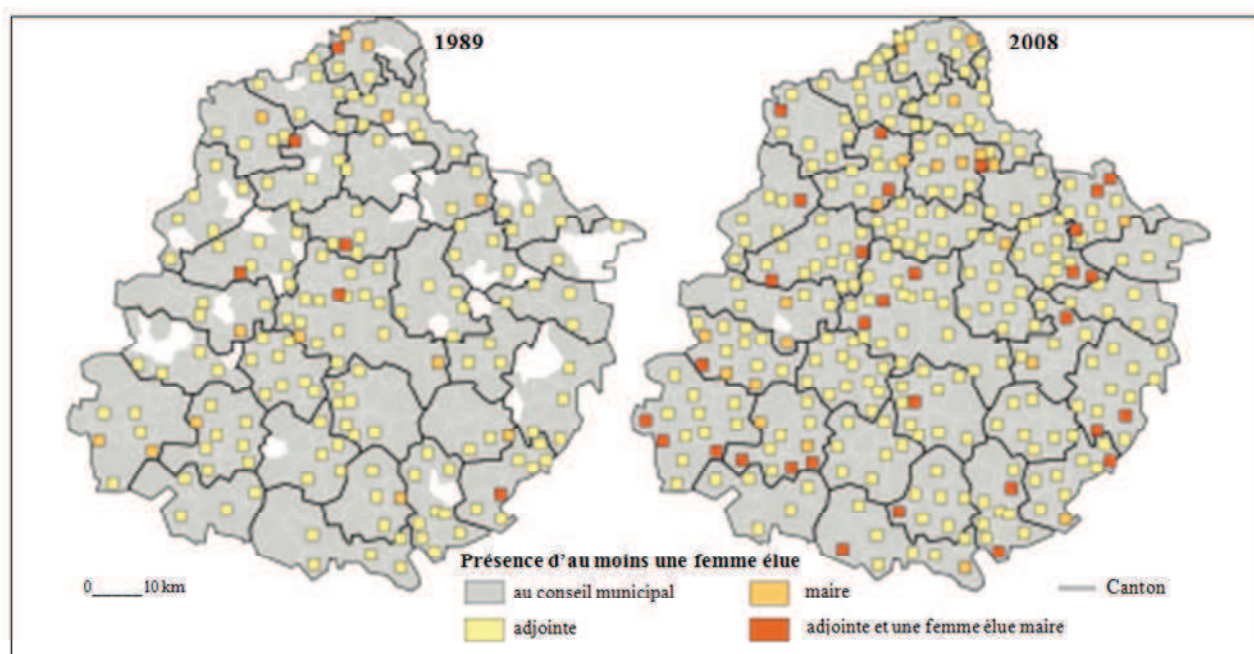 1989
2008
Présence d'au moins une femme élue
0 10 km
au conseil municipal
maire
Canton
adjointe
adjointe et une femme élue maire